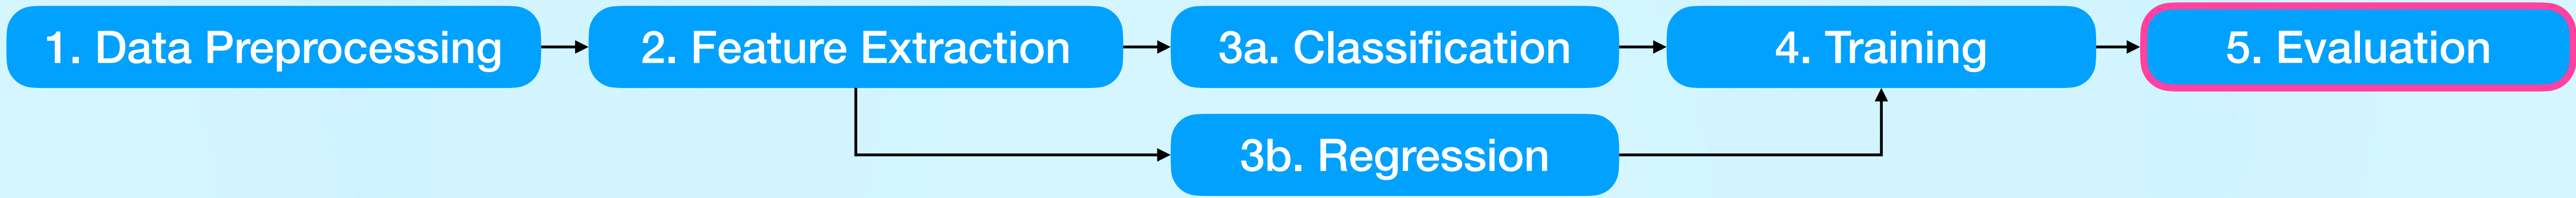 1. Data Preprocessing
2. Feature Extraction
3a. Classification
4. Training
5. Evaluation
3b. Regression